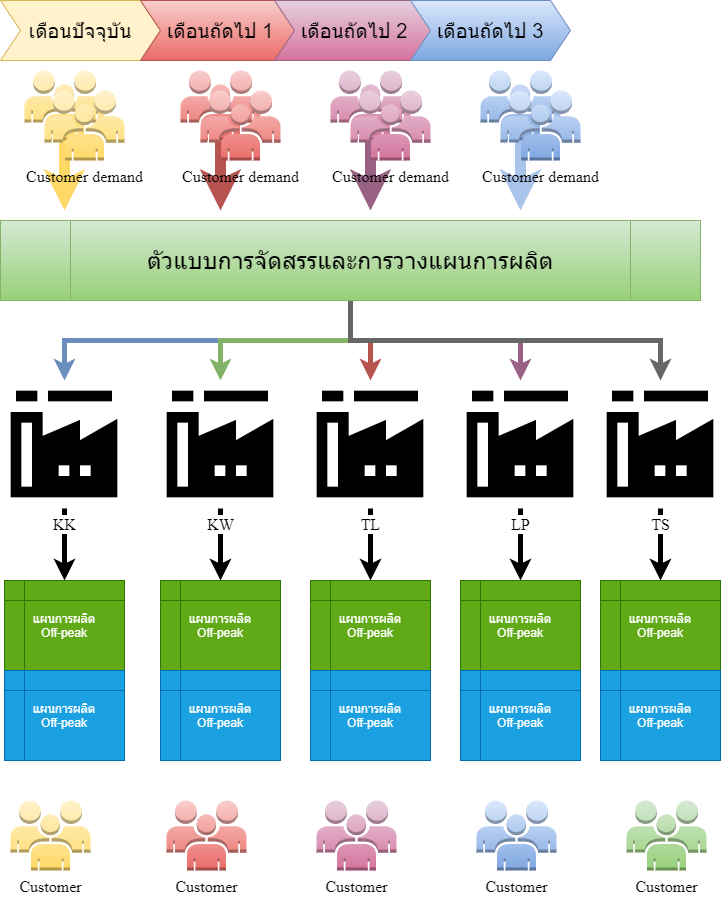 เดือนปัจจุบัน เดือนถัดไป 1 เดือนถัดไป 2 เดือนถัดไป 3
Customer demand Customer demand Customer demand Customer demand
ตัวแบบการจัดสรรและการวางแผนการผลิต
KK KW TL LP TS
แผนการผลิต แผนการผลิต แผนการผลิต แผนการผลิต แผนการผลิต
Off-peak Off-peak Off-peak Off-peak Off-peak
แผนการผลิต แผนการผลิต แผนการผลิต แผนการผลิต แผนการผลิต
Off-peak Off-peak Off-peak Off-peak Off-peak
Customer Customer Customer Customer Customer